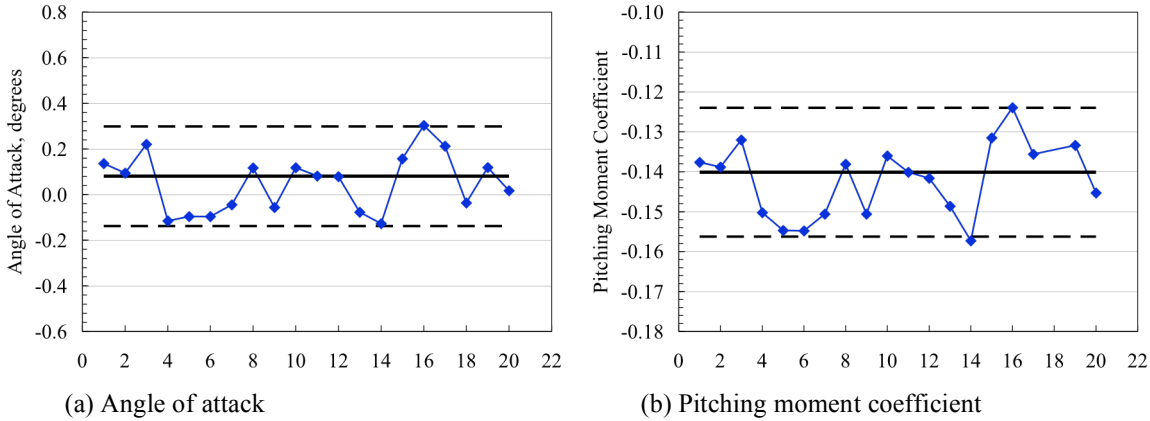 0.8
0.6
0.4
0.2
0.0
-0.2
-0.4
-0.6
Angle of Attack, degrees
0 2 4 6 8 10 12 14 16 18 20 22
(a) Angle of attack
-0.10
-0.11
-0.12
-0.13
-0.14
-0.15
-0.16
-0.17
-0.18
Pitching Moment Coefficient
0 2 4 6 8 10 12 14 16 18 20 22
(b) Pitching moment coefficient